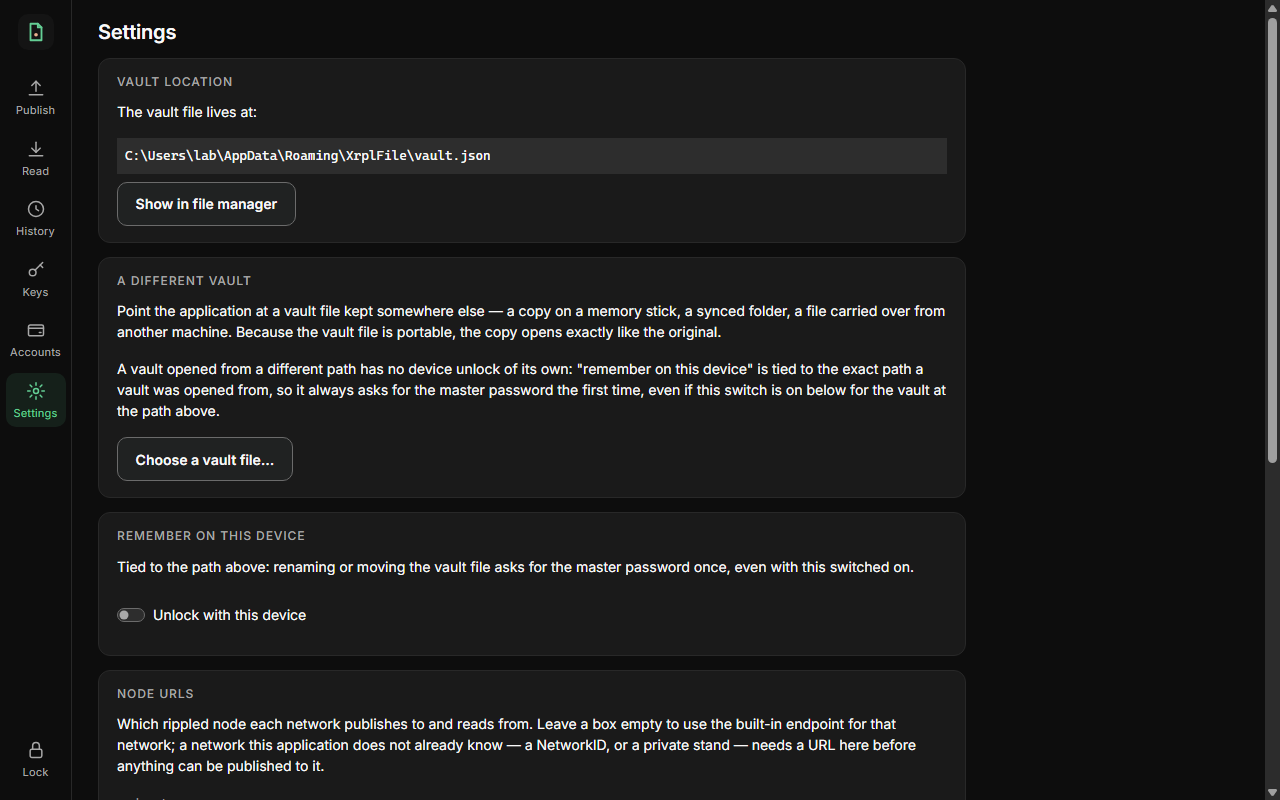 Settings
VAULT LOCATION
The vault file lives at:
C:\Users\lab\AppData\Roaming\XrplFile\vault.json
Show in file manager
A DIFFERENT VAULT
Point the application at a vault file kept somewhere else — a copy on a memory stick, a synced folder, a file carried over from
another machine. Because the vault file is portable, the copy opens exactly like the original.
A vault opened from a different path has no device unlock of its own: "remember on this device" is tied to the exact path a
vault was opened from, so it always asks for the master password the first time, even if this switch is on below for the vault at
the path above.
Choose a vault file...
REMEMBER ON THIS DEVICE
Tied to the path above: renaming or moving the vault file asks for the master password once, even with this switched on.
Unlock with this device
NODE URLS
Which rippled node each network publishes to and reads from. Leave a box empty to use the built-in endpoint for that
network; a network this application does not already know — a NetworkID, or a private stand — needs a URL here before
anything can be published to it.
Publish
Read
History
Keys
Accounts
Settings
Lock